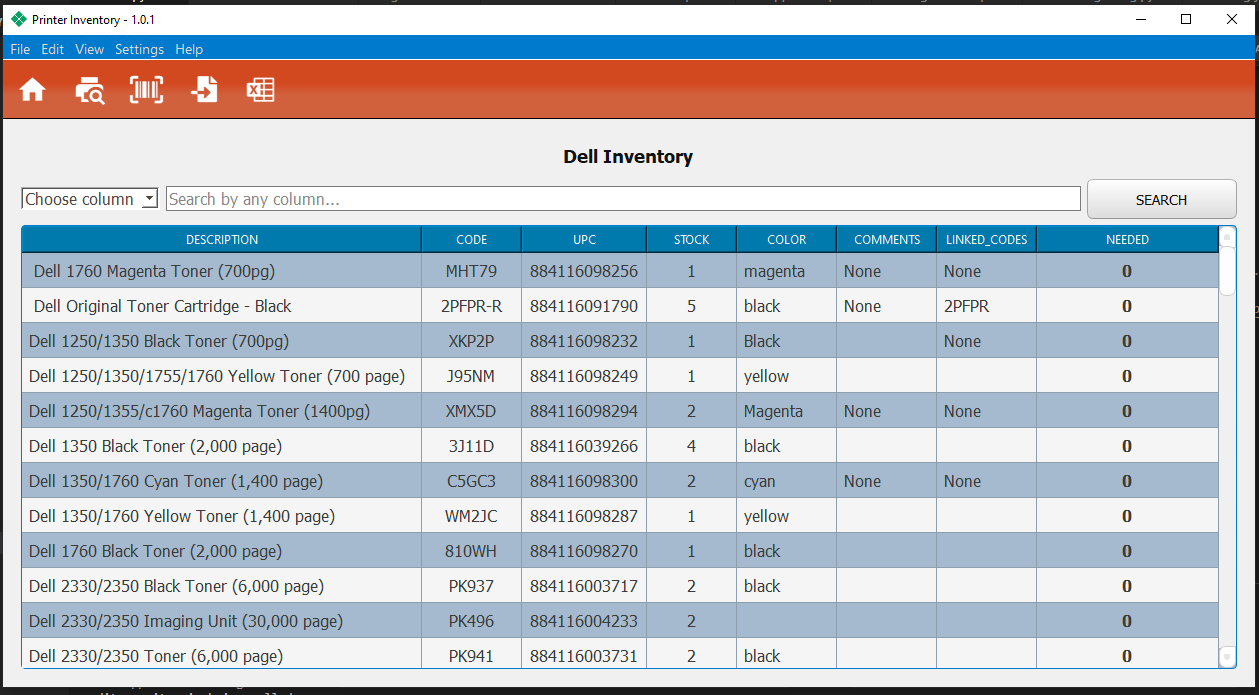 Printer Inventory - 1.0.1
File Edit View Settings Help
Dell Inventory
Choose column Search by any column... SEARCH
DESCRIPTION CODE UPC STOCK COLOR COMMENTS LINKED_CODES NEEDED
Dell 1760 Magenta Toner (700pg) MHT79 884116098256 1 magenta None None 0
Dell Original Toner Cartridge - Black 2PFPR-R 884116091790 5 black None 2PFPR 0
Dell 1250/1350 Black Toner (700pg) XKP2P 884116098232 1 Black None 0
Dell 1250/1350/1755/1760 Yellow Toner (700 page) J95NM 884116098249 1 yellow 0
Dell 1250/1355/c1760 Magenta Toner (1400pg) XMX5D 884116098294 2 Magenta None None 0
Dell 1350 Black Toner (2,000 page) 3J11D 884116039266 4 black 0
Dell 1350/1760 Cyan Toner (1,400 page) C5GC3 884116098300 2 cyan None None 0
Dell 1350/1760 Yellow Toner (1,400 page) WM2JC 884116098287 1 yellow 0
Dell 1760 Black Toner (2,000 page) 810WH 884116098270 1 black 0
Dell 2330/2350 Black Toner (6,000 page) PK937 884116003717 2 black 0
Dell 2330/2350 Imaging Unit (30,000 page) PK496 884116004233 2 0
Dell 2330/2350 Toner (6,000 page) PK941 884116003731 2 black 0